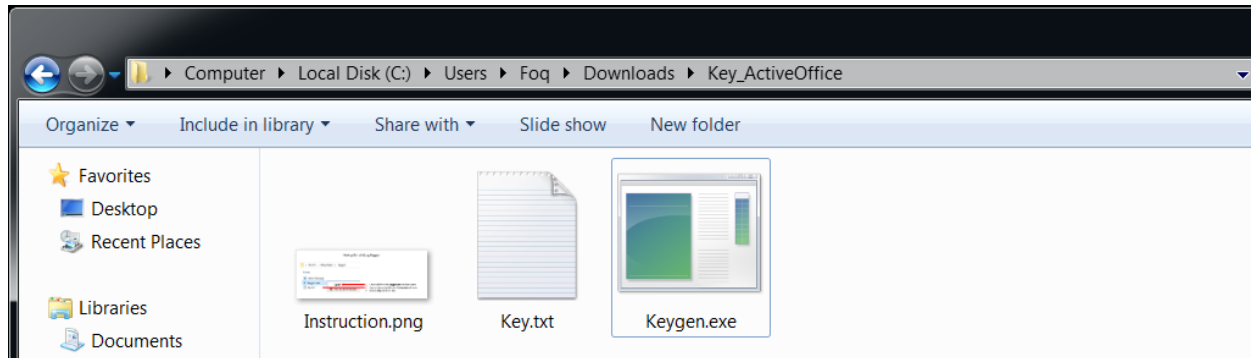 Computer Local Disk (C:) Users Foq Downloads Key_ActiveOffice
Organize Include in library Share with Slide show New folder
Favorites
Desktop
Recent Places
Libraries
Documents
Instruction.png Key.txt Keygen.exe